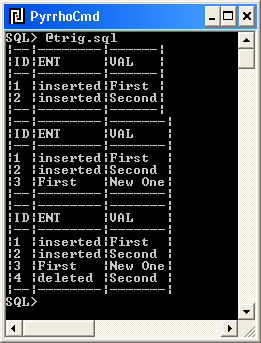 PyrrhoCmd
SQL> @trig.sql
|--|--------|------|
|ID|ENT     |VAL   |
|--|--------|------|
|1 |inserted|First |
|2 |inserted|Second|
|--|--------|------|
|--|--------|-------|
|ID|ENT     |VAL    |
|--|--------|-------|
|1 |inserted|First  |
|2 |inserted|Second |
|3 |First   |New One|
|--|--------|-------|
|--|--------|-------|
|ID|ENT     |VAL    |
|--|--------|-------|
|1 |inserted|First  |
|2 |inserted|Second |
|3 |First   |New One|
|4 |deleted |Second |
|--|--------|-------|
SQL>